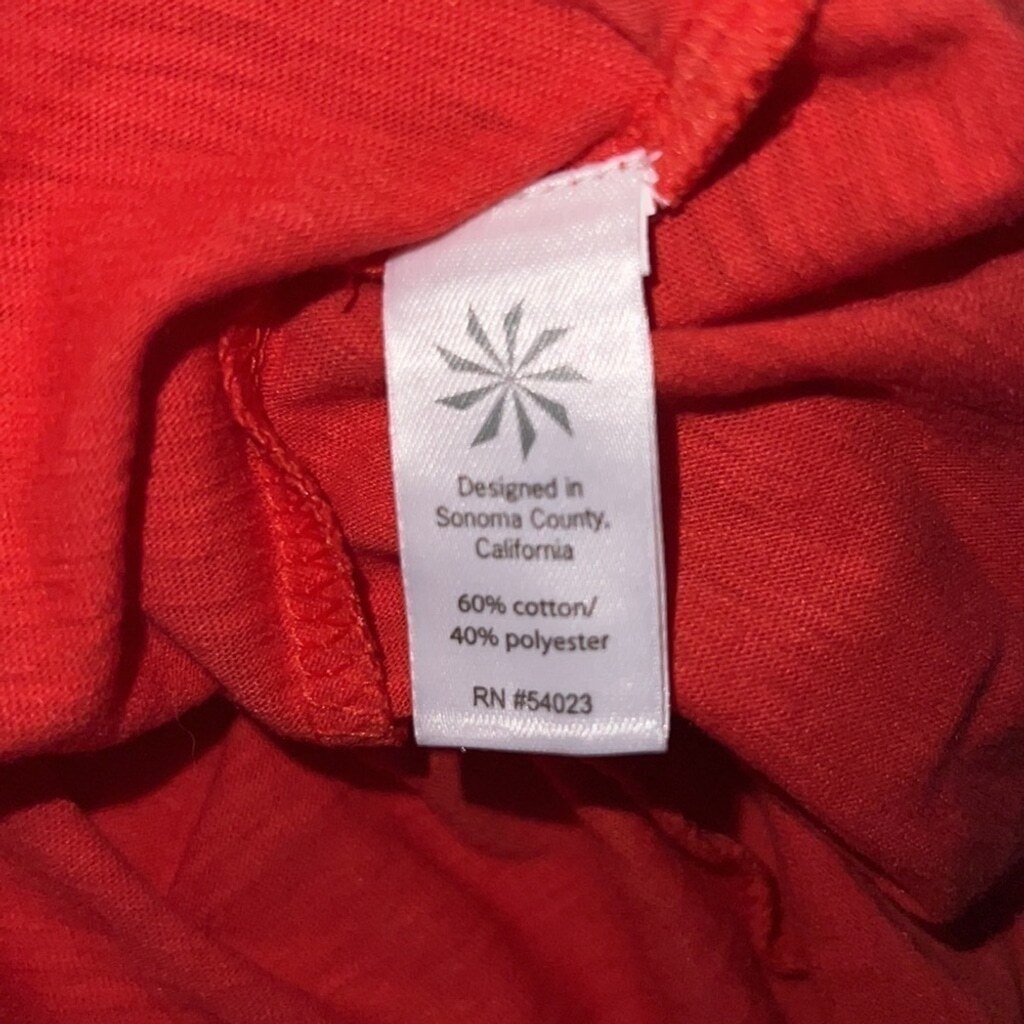 Designed in
Sonoma County,
California
60% cotton/
40% polyester
RN #54023